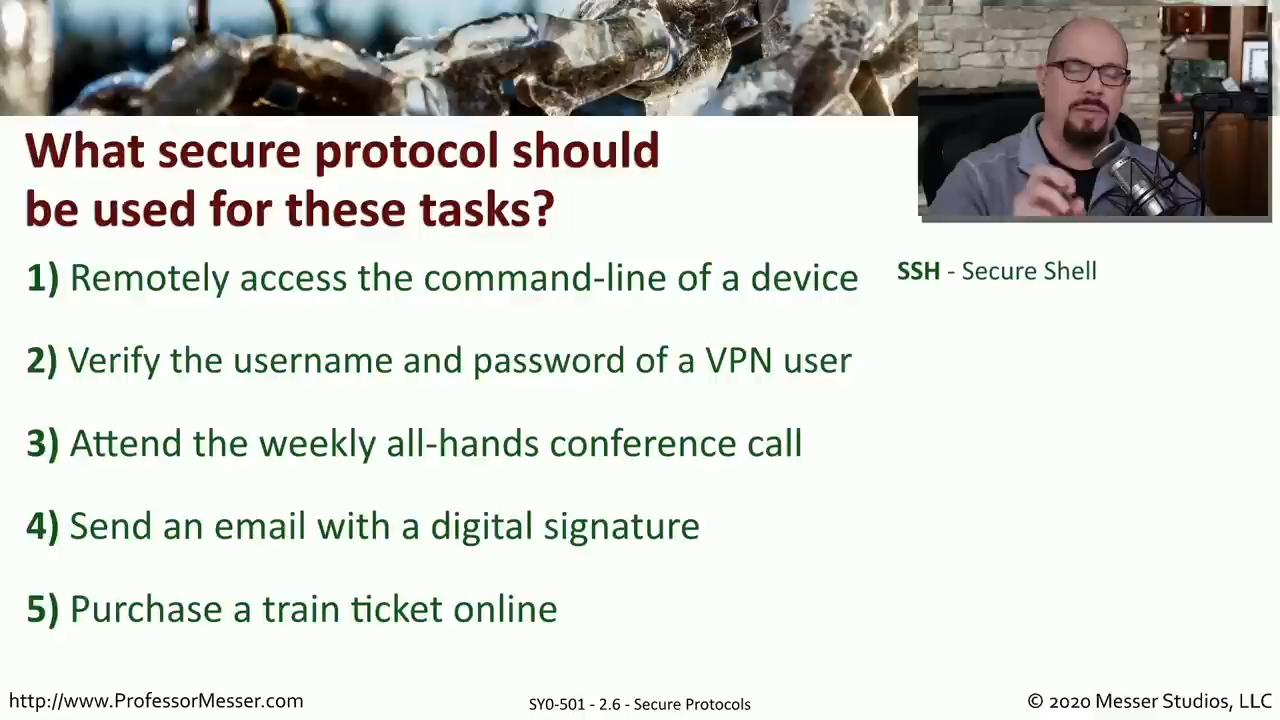 What secure protocol should
be used for these tasks?
1) Remotely access the command-line of a device
SSH - Secure Shell
2) Verify the username and password of a VPN user
3) Attend the weekly all-hands conference call
4) Send an email with a digital signature
5) Purchase a train ticket online
http://www.ProfessorMesser.com
SY0-501 - 2.6 - Secure Protocols
© 2020 Messer Studios, LLC